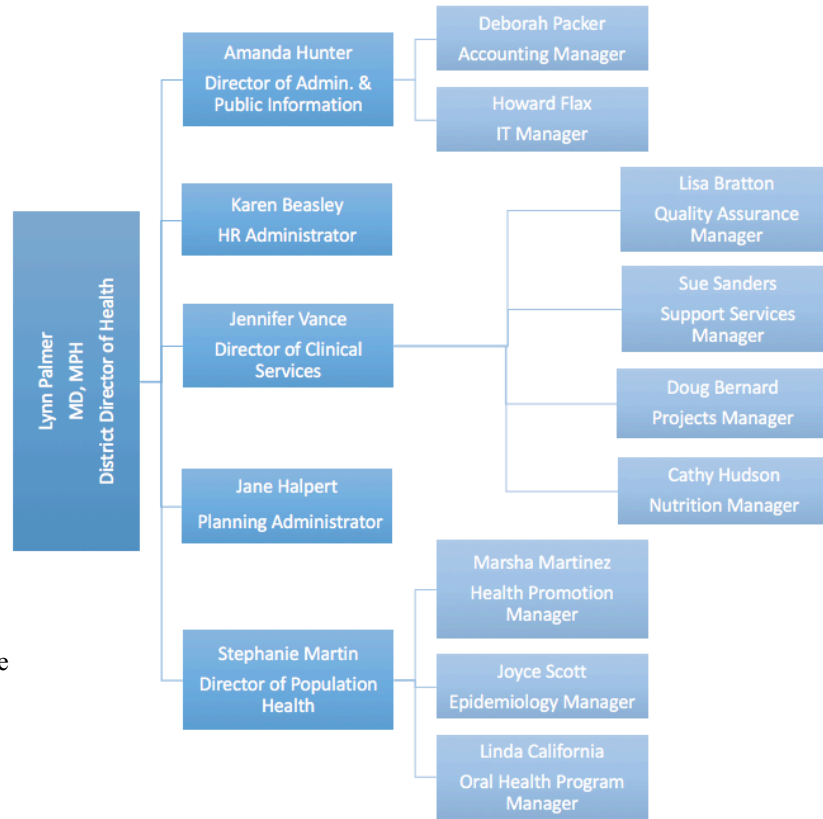 Lynn Palmer
MD, MPH
District Director of Health
Amanda Hunter
Director of Admin. &
Public Information
Deborah Packer
Accounting Manager
Howard Flax
IT Manager
Karen Beasley
HR Administrator
Jennifer Vance
Director of Clinical
Services
Lisa Bratton
Quality Assurance
Manager
Sue Sanders
Support Services
Manager
Doug Bernard
Projects Manager
Cathy Hudson
Nutrition Manager
Jane Halpert
Planning Administrator
Stephanie Martin
Director of Population
Health
Marsha Martinez
Health Promotion
Manager
Joyce Scott
Epidemiology Manager
Linda California
Oral Health Program
Manager
e